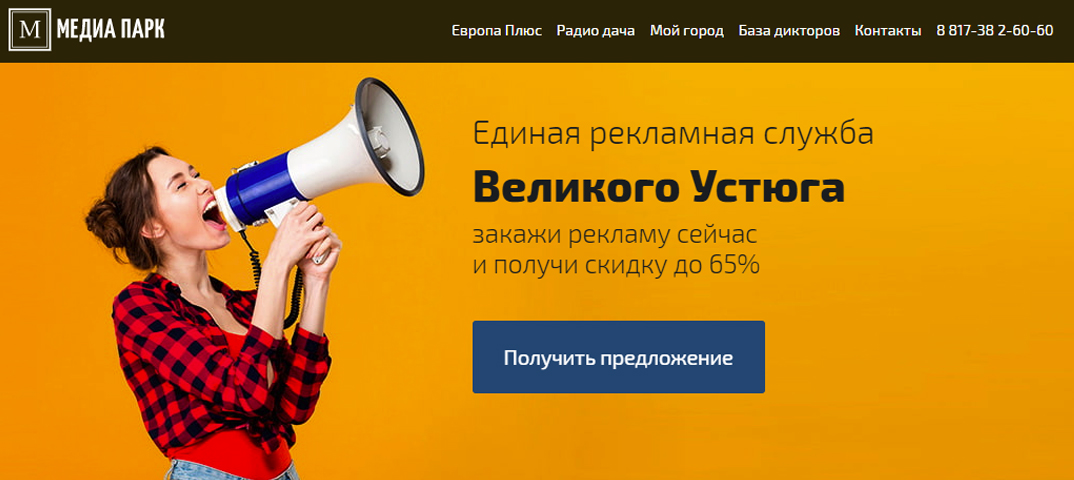 М МЕДИА ПАРК
Европа Плюс Радио дача Мой город База дикторов Контакты 8 817-38 2-60-60
Единая рекламная служба
Великого Устюга
закажи рекламу сейчас
и получи скидку до 65%
Получить предложение